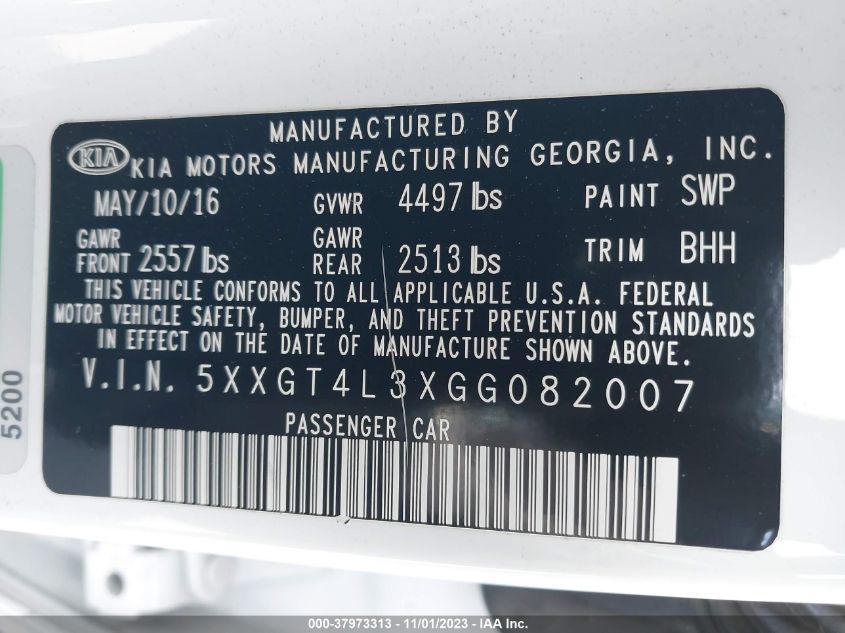 MANUFACTURED BY
KIA KIA MOTORS MANUFACTURING GEORGIA, INC.
MAY/10/16 GVWR 4497 lbs PAINT SWP
GAWR FRONT 2557 lbs GAWR REAR 2513 lbs TRIM BHH
THIS VEHICLE CONFORMS TO ALL APPLICABLE U.S.A. FEDERAL
MOTOR VEHICLE SAFETY, BUMPER, AND THEFT PREVENTION STANDARDS
IN EFFECT ON THE DATE OF MANUFACTURE SHOWN ABOVE.
V.I.N. 5XXGT4L3XGG082007
PASSENGER CAR
5200
000-37973313 - 11/01/2023 - IAA Inc.